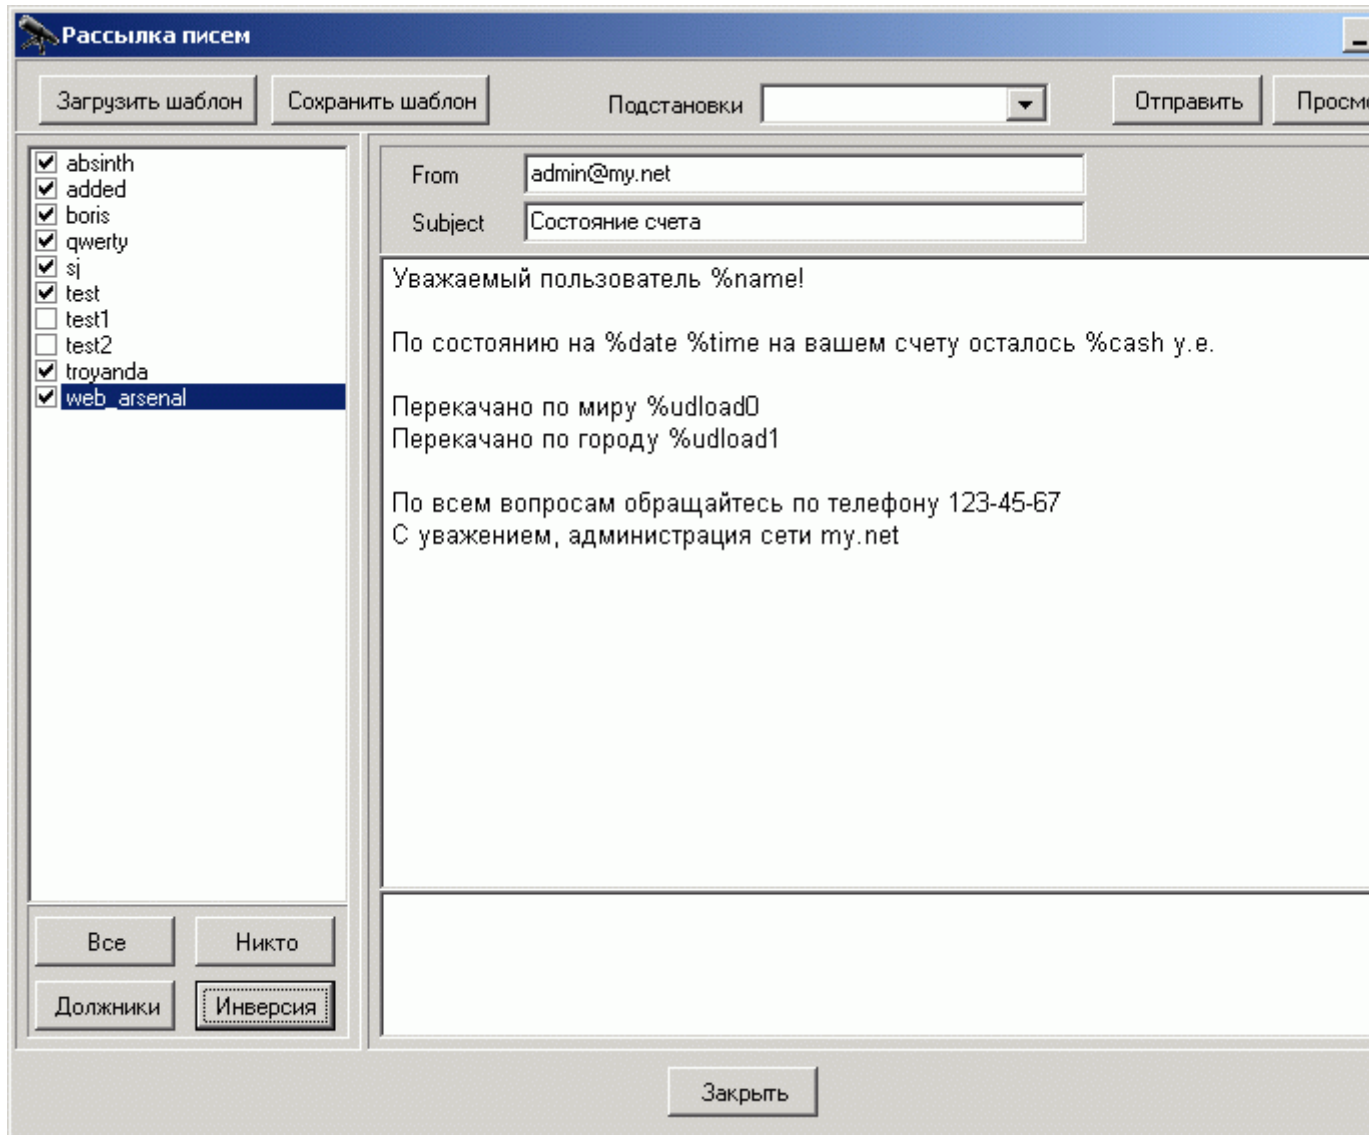 Рассылка писем
Загрузить шаблон
Сохранить шаблон
Подстановки
Отправить
absinth
added
boris
qwerty
sj
test
test1
test2
troyanda
web_arsenal
Все
Никто
Должники
Инверсия
From
admin@my.net
Subject
Состояние счета
Уважаемый пользователь %name!
По состоянию на %date %time на вашем счету осталось %cash у.е.
Перекачано по миру %udload0
Перекачано по городу %udload1
По всем вопросам обращайтесь по телефону 123-45-67
С уважением, администрация сети my.net
Закрыть